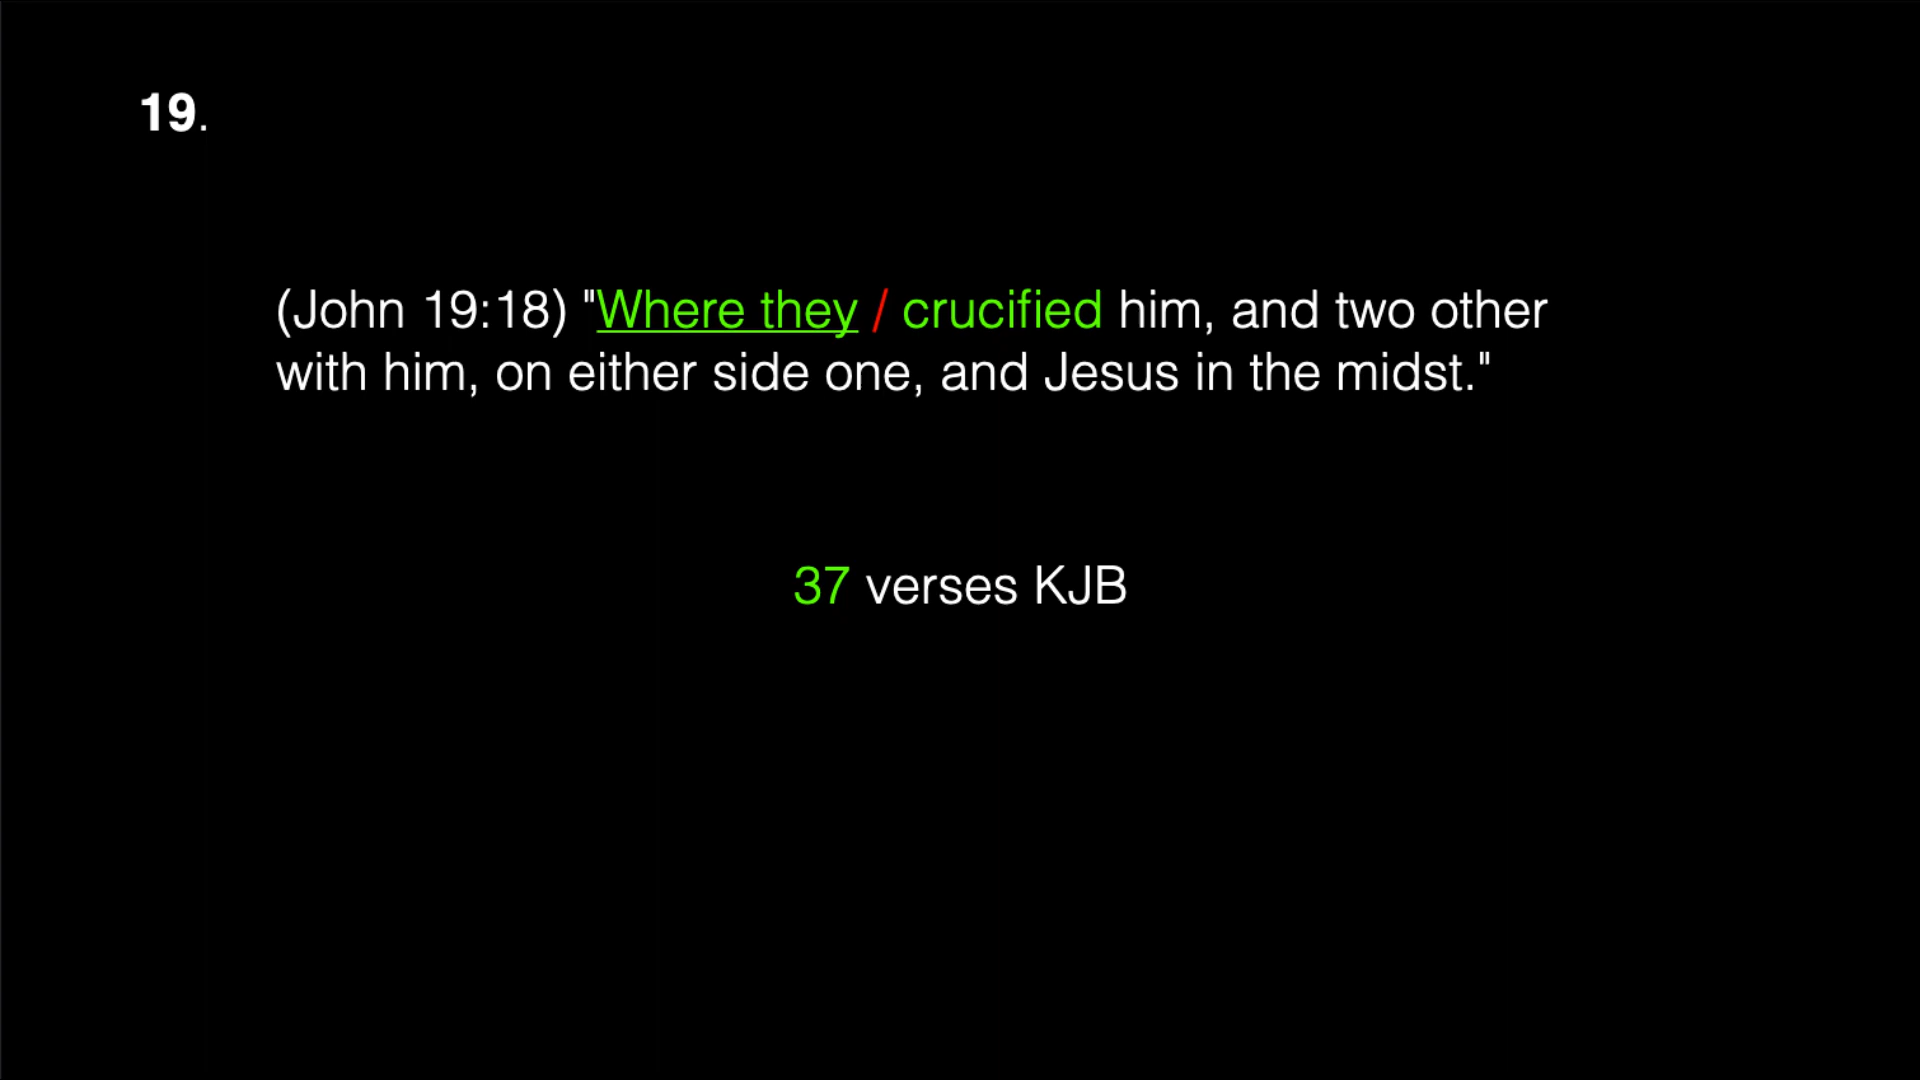 19.
(John 19:18) "Where they / crucified him, and two other
with him, on either side one, and Jesus in the midst."
37 verses KJB